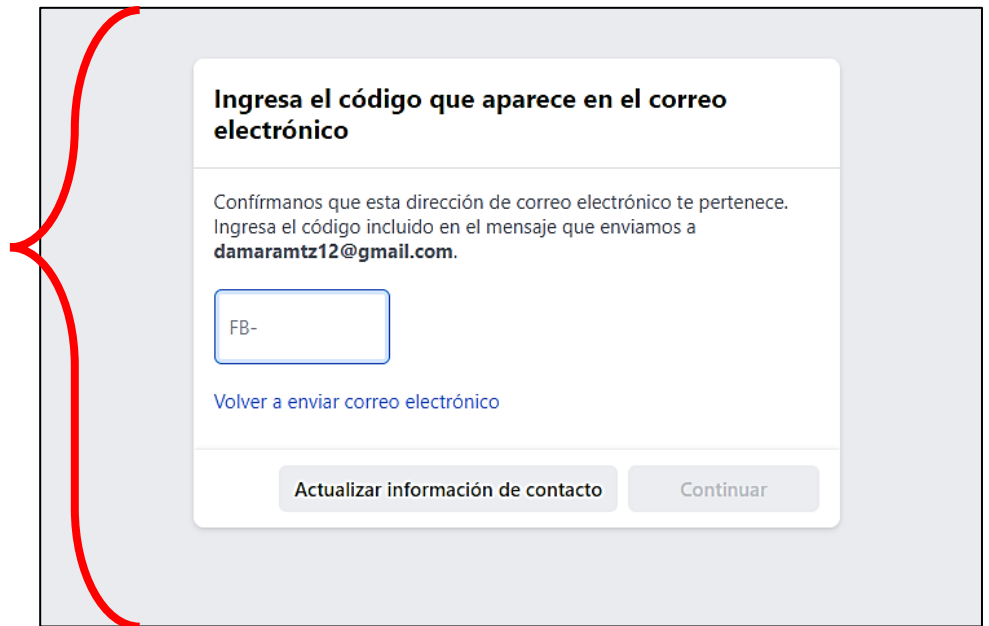 Ingresa el código que aparece en el correo
electrónico
Confírmanos que esta dirección de correo electrónico te pertenece.
Ingresa el código incluido en el mensaje que enviamos a
damaramtz12@gmail.com.
FB-
Volver a enviar correo electrónico
Actualizar información de contacto
Continuar